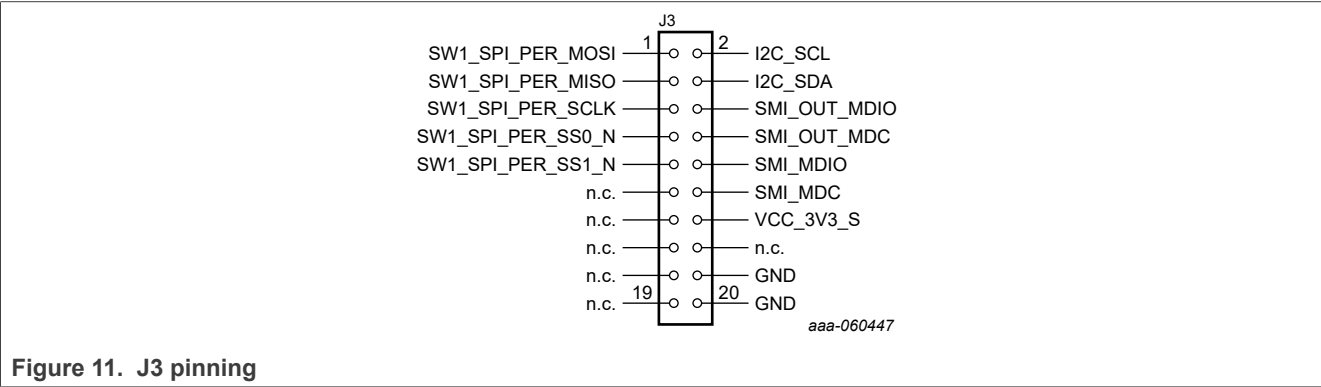 J3
1 2
SW1_SPI_PER_MOSI I2C_SCL
SW1_SPI_PER_MISO I2C_SDA
SW1_SPI_PER_SCLK SMI_OUT_MDIO
SW1_SPI_PER_SS0_N SMI_OUT_MDC
SW1_SPI_PER_SS1_N SMI_MDIO
n.c. SMI_MDC
n.c. VCC_3V3_S
n.c. n.c.
n.c. GND
n.c. 19 20 GND
aaa-060447
Figure 11. J3 pinning